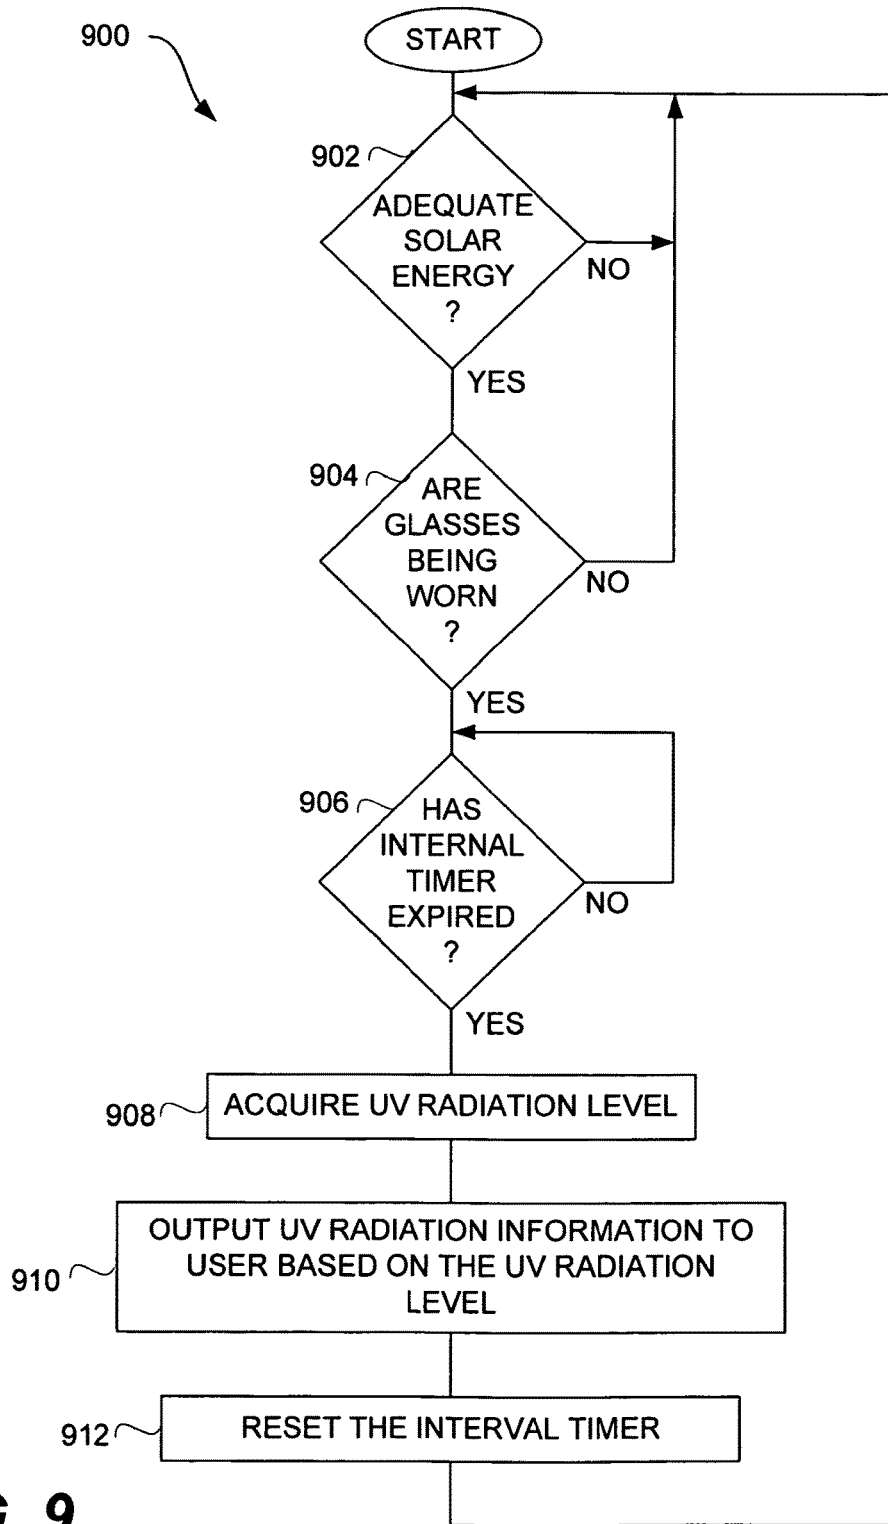 900
START
902
ADEQUATE
SOLAR
ENERGY
?
NO
YES
904
ARE
GLASSES
BEING
WORN
?
NO
YES
906
HAS
INTERNAL
TIMER
EXPIRED
?
NO
YES
908
ACQUIRE UV RADIATION LEVEL
910
OUTPUT UV RADIATION INFORMATION TO
USER BASED ON THE UV RADIATION
LEVEL
912
RESET THE INTERVAL TIMER
9